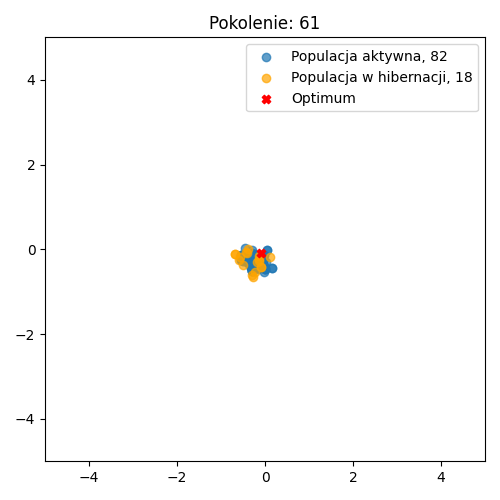 Pokolenie: 61
Populacja aktywna, 82
Populacja w hibernacji, 18
Optimum
4
2
0
−2
−4
−4
−2
0
2
4